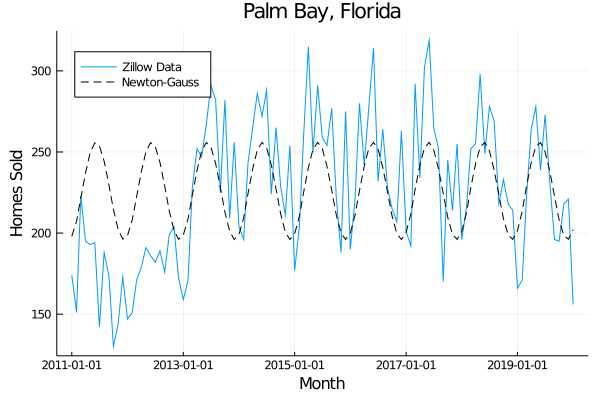 Palm Bay, Florida
Zillow Data
Newton-Gauss
Homes Sold
300
250
200
150
2011-01-01 2013-01-01 2015-01-01 2017-01-01 2019-01-01
Month